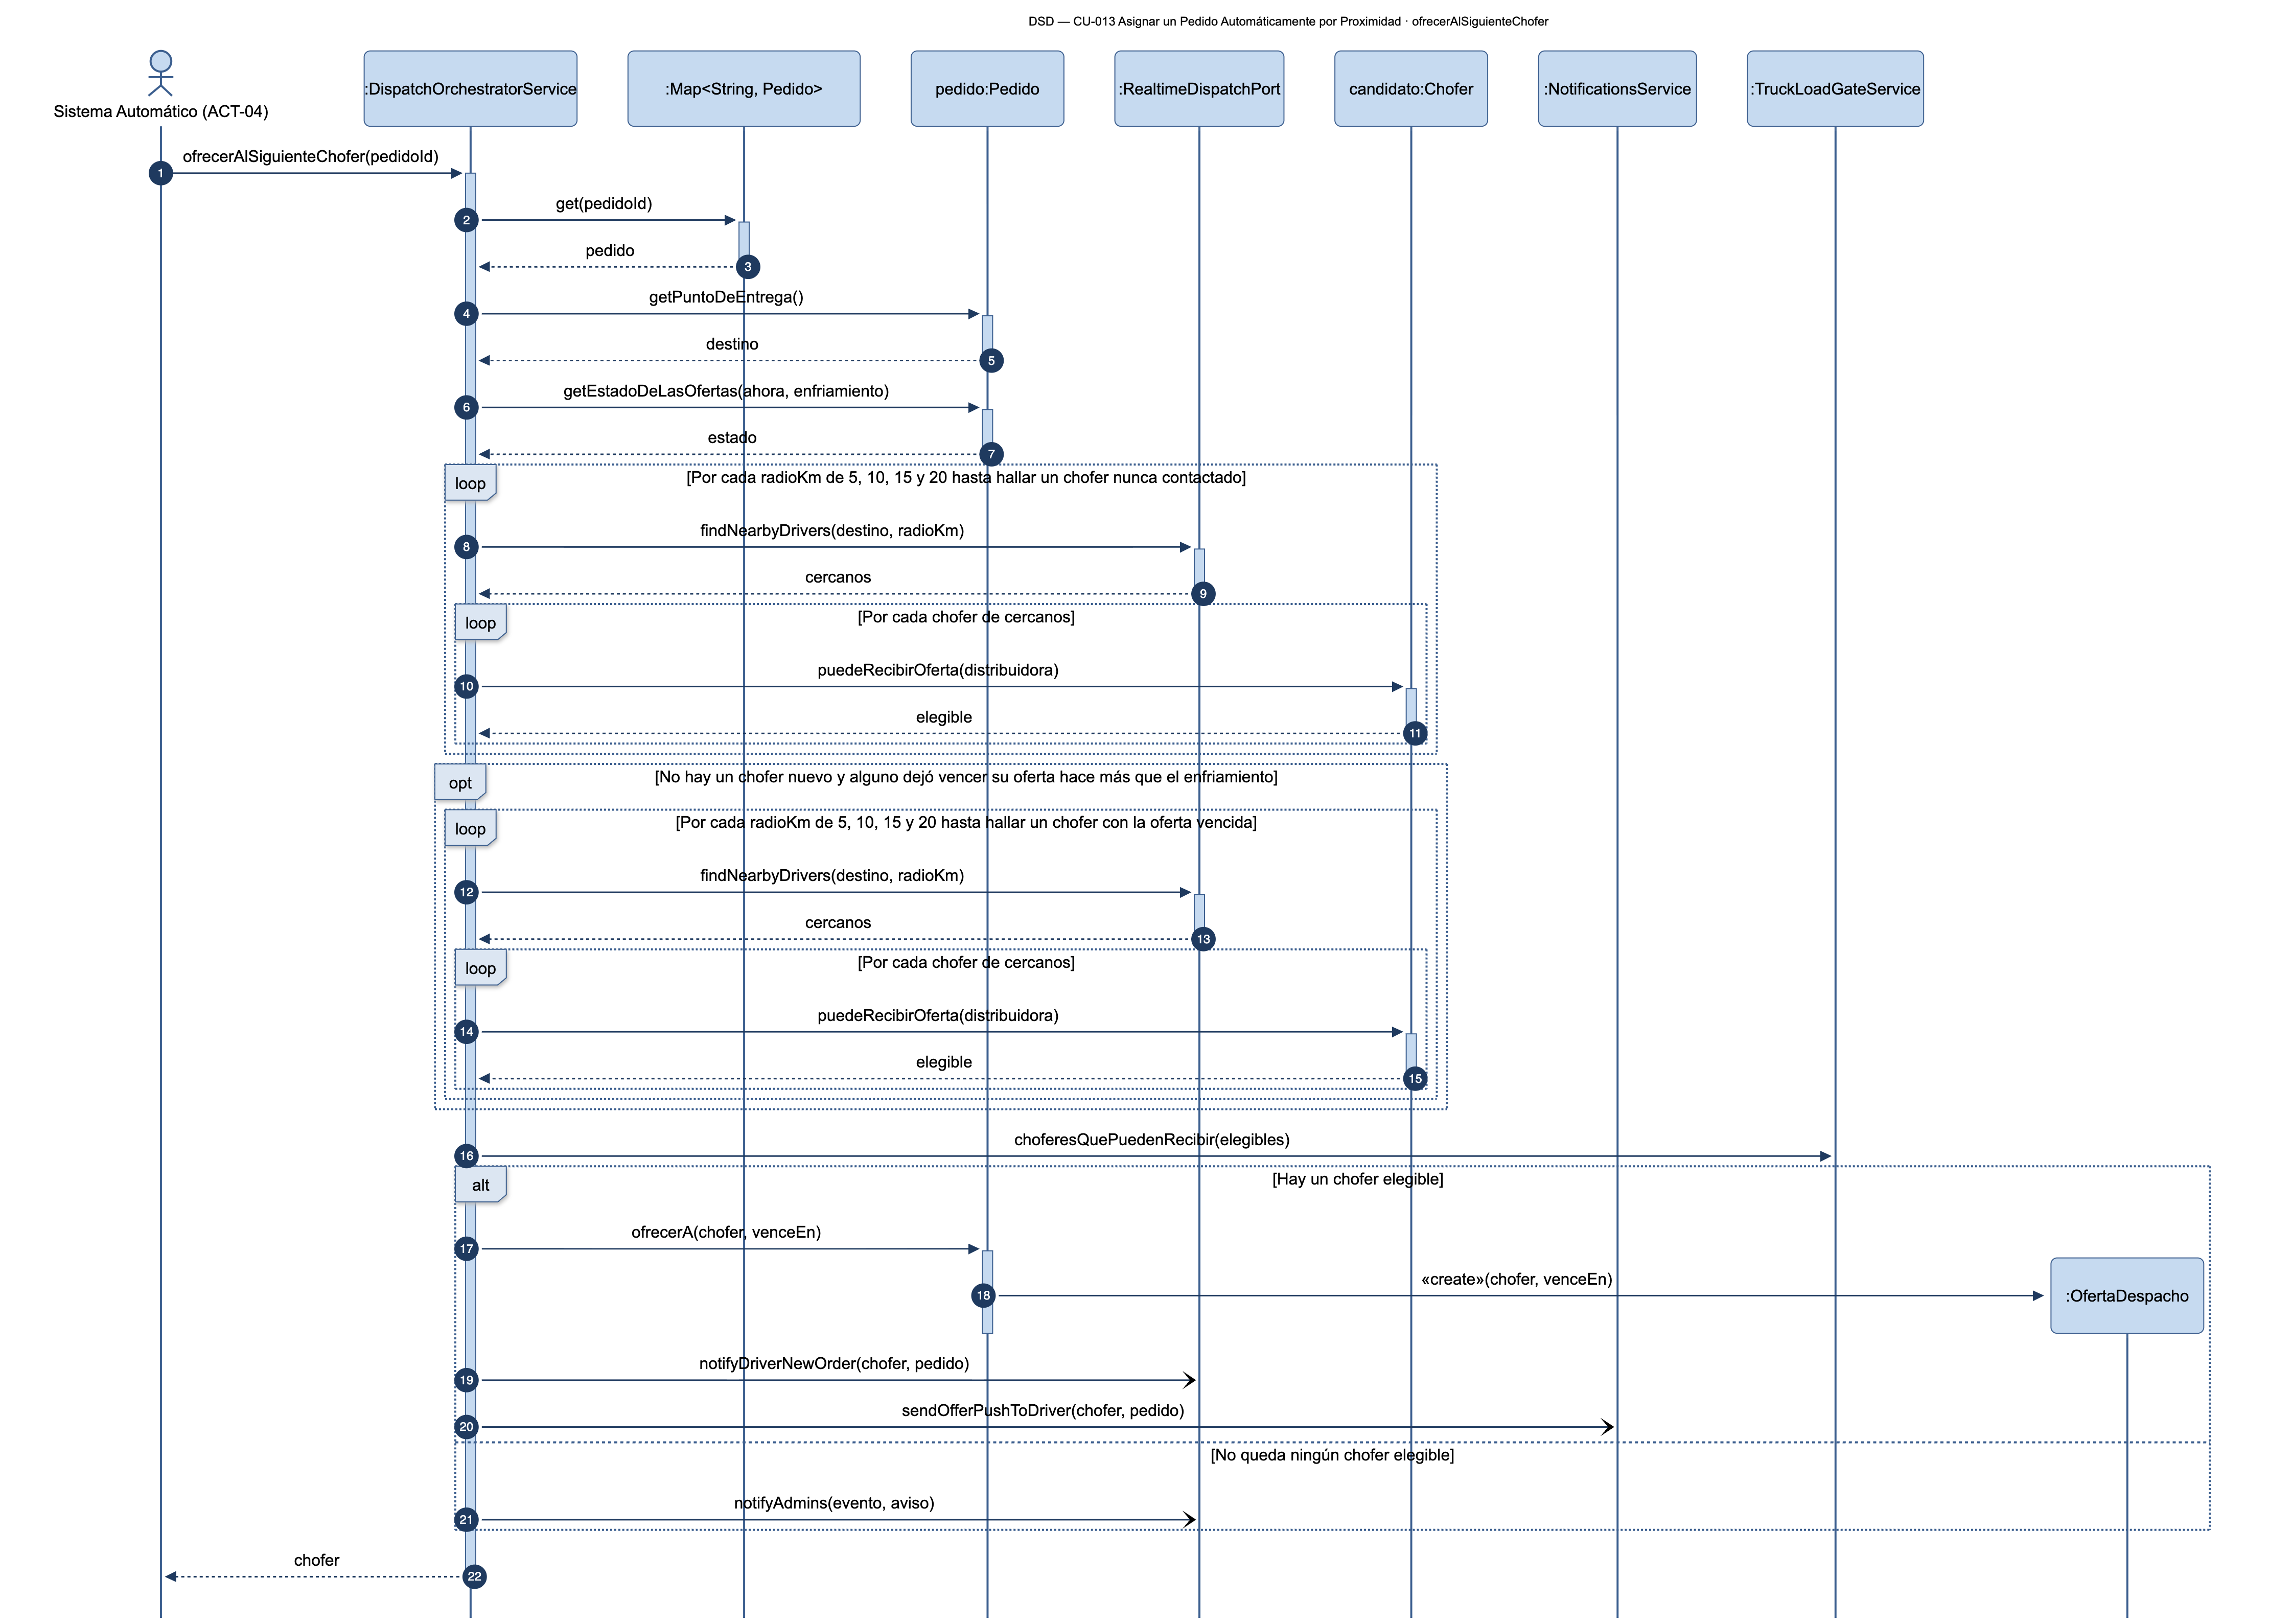 DSD — CU-013 Asignar un Pedido Automáticamente por Proximidad · ofrecerAlSiguienteChofer
Sistema Automático (ACT-04)
:DispatchOrchestratorService
:Map<String, Pedido>
pedido:Pedido
:RealtimeDispatchPort
candidato:Chofer
:NotificationsService
:TruckLoadGateService
1 ofrecerAlSiguienteChofer(pedidoId)
2 get(pedidoId)
pedido 3
4 getPuntoDeEntrega()
destino 5
6 getEstadoDeLasOfertas(ahora, enfriamiento)
estado 7
loop [Por cada radioKm de 5, 10, 15 y 20 hasta hallar un chofer nunca contactado]
8 findNearbyDrivers(destino, radioKm)
cercanos 9
loop [Por cada chofer de cercanos]
10 puedeRecibirOferta(distribuidora)
elegible 11
opt [No hay un chofer nuevo y alguno dejó vencer su oferta hace más que el enfriamiento]
loop [Por cada radioKm de 5, 10, 15 y 20 hasta hallar un chofer con la oferta vencida]
12 findNearbyDrivers(destino, radioKm)
cercanos 13
loop [Por cada chofer de cercanos]
14 puedeRecibirOferta(distribuidora)
elegible 15
16 choferesQuePuedenRecibir(elegibles)
alt [Hay un chofer elegible]
17 ofrecerA(chofer, venceEn)
18 «create»(chofer, venceEn)
:OfertaDespacho
19 notifyDriverNewOrder(chofer, pedido)
20 sendOfferPushToDriver(chofer, pedido)
[No queda ningún chofer elegible]
21 notifyAdmins(evento, aviso)
chofer 22